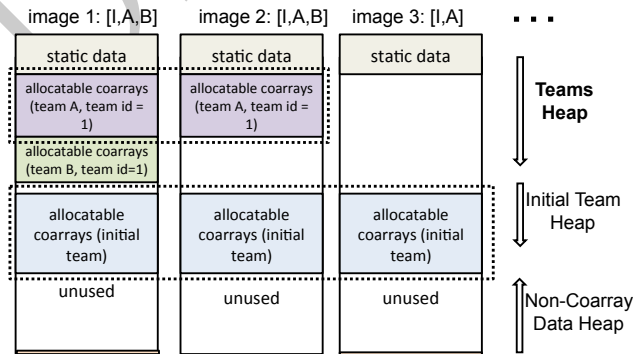 image 1: [I,A,B]
image 2: [I,A,B]
image 3: [I,A]
static data
static data
static data
allocatable coarrays
(team A, team id =
1)
allocatable coarrays
(team A, team id =
1)
allocatable coarrays
(team B, team id=1)
Teams
Heap
allocatable
coarrays (initial
team)
allocatable
coarrays (initial
team)
allocatable
coarrays (initial
team)
Initial Team
Heap
unused
unused
unused
Non-Coarray
Data Heap